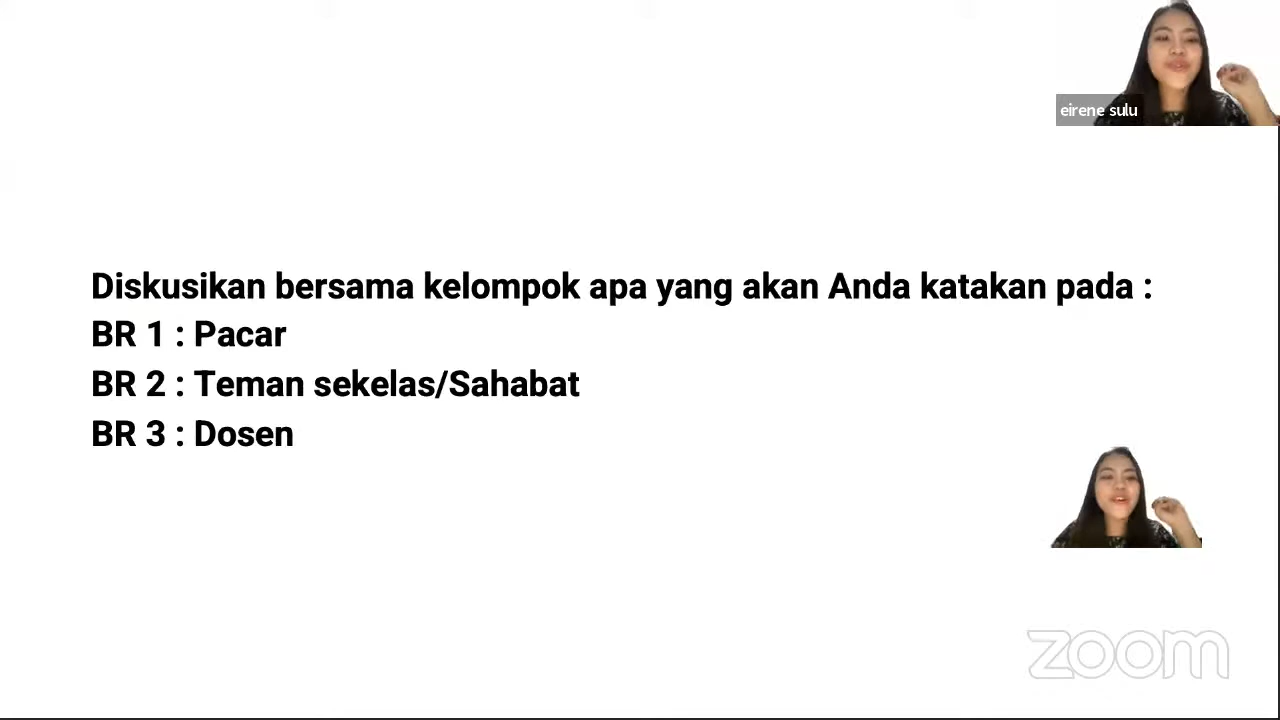 eirene sulu
Diskusikan bersama kelompok apa yang akan Anda katakan pada :
BR 1 : Pacar
BR 2 : Teman sekelas/Sahabat
BR 3 : Dosen
zoom